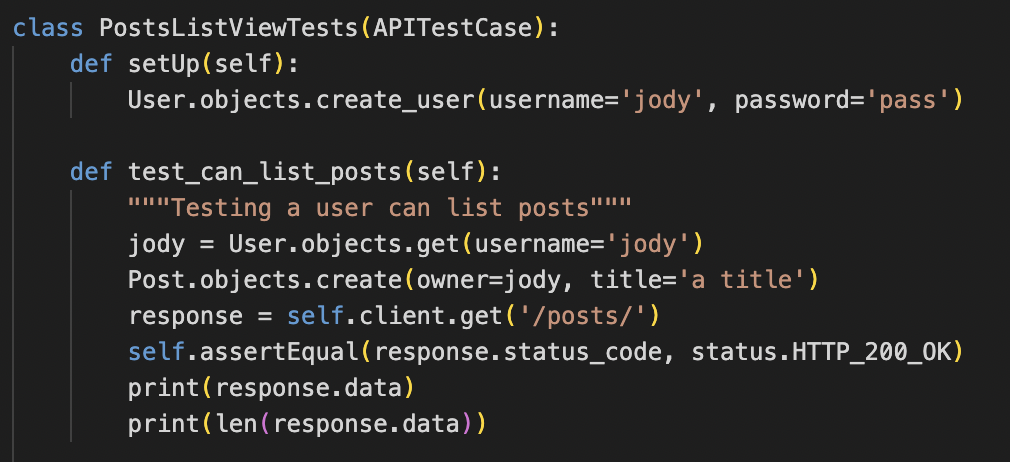 class PostsListViewTests(APITestCase):
    def setUp(self):
        User.objects.create_user(username='jody', password='pass')

    def test_can_list_posts(self):
        """Testing a user can list posts"""
        jody = User.objects.get(username='jody')
        Post.objects.create(owner=jody, title='a title')
        response = self.client.get('/posts/')
        self.assertEqual(response.status_code, status.HTTP_200_OK)
        print(response.data)
        print(len(response.data))